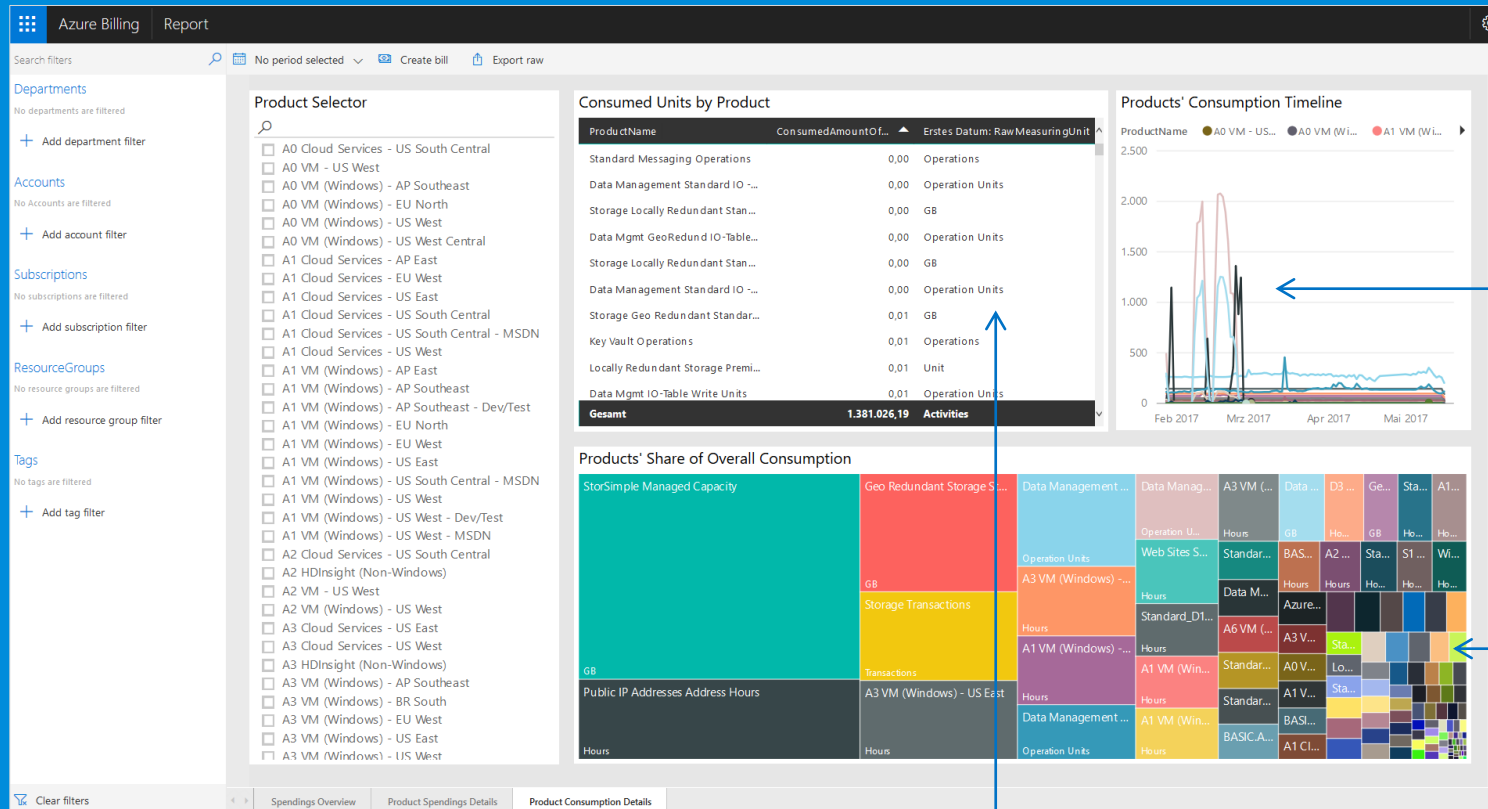 Azure Billing Report
Search filters
No period selected Create bill Export raw
Departments
No departments are filtered
Add department filter
Accounts
No Accounts are filtered
Add account filter
Subscriptions
No subscriptions are filtered
Add subscription filter
ResourceGroups
No resource groups are filtered
Add resource group filter
Tags
No tags are filtered
Add tag filter
Clear filters
Product Selector
A0 Cloud Services - US South Central
A0 VM - US West
A0 VM (Windows) - AP Southeast
A0 VM (Windows) - EU North
A0 VM (Windows) - US West
A0 VM (Windows) - US West Central
A1 Cloud Services - AP East
A1 Cloud Services - EU West
A1 Cloud Services - US East
A1 Cloud Services - US South Central
A1 Cloud Services - US South Central - MSDN
A1 Cloud Services - US West
A1 VM (Windows) - AP East
A1 VM (Windows) - AP Southeast
A1 VM (Windows) - AP Southeast - Dev/Test
A1 VM (Windows) - EU North
A1 VM (Windows) - EU West
A1 VM (Windows) - US East
A1 VM (Windows) - US South Central - MSDN
A1 VM (Windows) - US West
A1 VM (Windows) - US West - Dev/Test
A1 VM (Windows) - US West - MSDN
A2 Cloud Services - US South Central
A2 HDInsight (Non-Windows)
A2 VM - US West
A2 VM (Windows) - US West
A3 Cloud Services - US East
A3 Cloud Services - US West
A3 HDInsight (Non-Windows)
A3 VM (Windows) - AP Southeast
A3 VM (Windows) - BR South
A3 VM (Windows) - EU West
A3 VM (Windows) - US East
A3 VM (Windows) - US West
Consumed Units by Product
ProductName ConsumedAmountOf... Erstes Datum: RawMeasuringUnit
Standard Messaging Operations 0,00 Operations
Data Management Standard IO -... 0,00 Operation Units
Storage Locally Redundant Stan... 0,00 GB
Data Mgmt GeoRedund IO-Table... 0,00 Operation Units
Storage Locally Redundant Stan... 0,00 GB
Data Management Standard IO -... 0,00 Operation Units
Storage Geo Redundant Standar... 0,01 GB
Key Vault Operations 0,01 Operations
Locally Redundant Storage Premi... 0,01 Unit
Data Mgmt IO-Table Write Units 0,01 Operation Units
Gesamt 1.381.026,19 Activities
Products' Consumption Timeline
ProductName A0 VM - US... A0 VM (Wi... A1 VM (Wi...
2.500
2.000
1.500
1.000
500
0
Feb 2017 Mrz 2017 Apr 2017 Mai 2017
Products' Share of Overall Consumption
StorSimple Managed Capacity
GB
Public IP Addresses Address Hours
Hours
Geo Redundant Storage St...
GB
Storage Transactions
Transactions
A3 VM (Windows) - US East
Hours
Data Management ...
Operation Units
A3 VM (Windows) -...
Hours
A1 VM (Windows) -...
Hours
Data Management ...
Operation Units
Data Manag...
Operation U...
Web Sites S...
Hours
Standard_D1...
Hours
A1 VM (Win...
Hours
A1 VM (Win...
Hours
A3 VM (...
Hours
Standar...
Data M...
A6 VM (...
Standar...
Standar...
BASIC.A...
Data ...
GB
BAS...
Hours
Azure...
A3 V...
A0 V...
A1 V...
BASI...
A1 Cl...
D3 ...
Ho...
A2 ...
Hours
Sta...
Lo...
Sta...
Ge...
GB
Sta...
Ho...
Sta...
Ho...
S1 ...
Ho...
A1...
Ho...
Wi...
Ho...
Spendings Overview Product Spendings Details Product Consumption Details